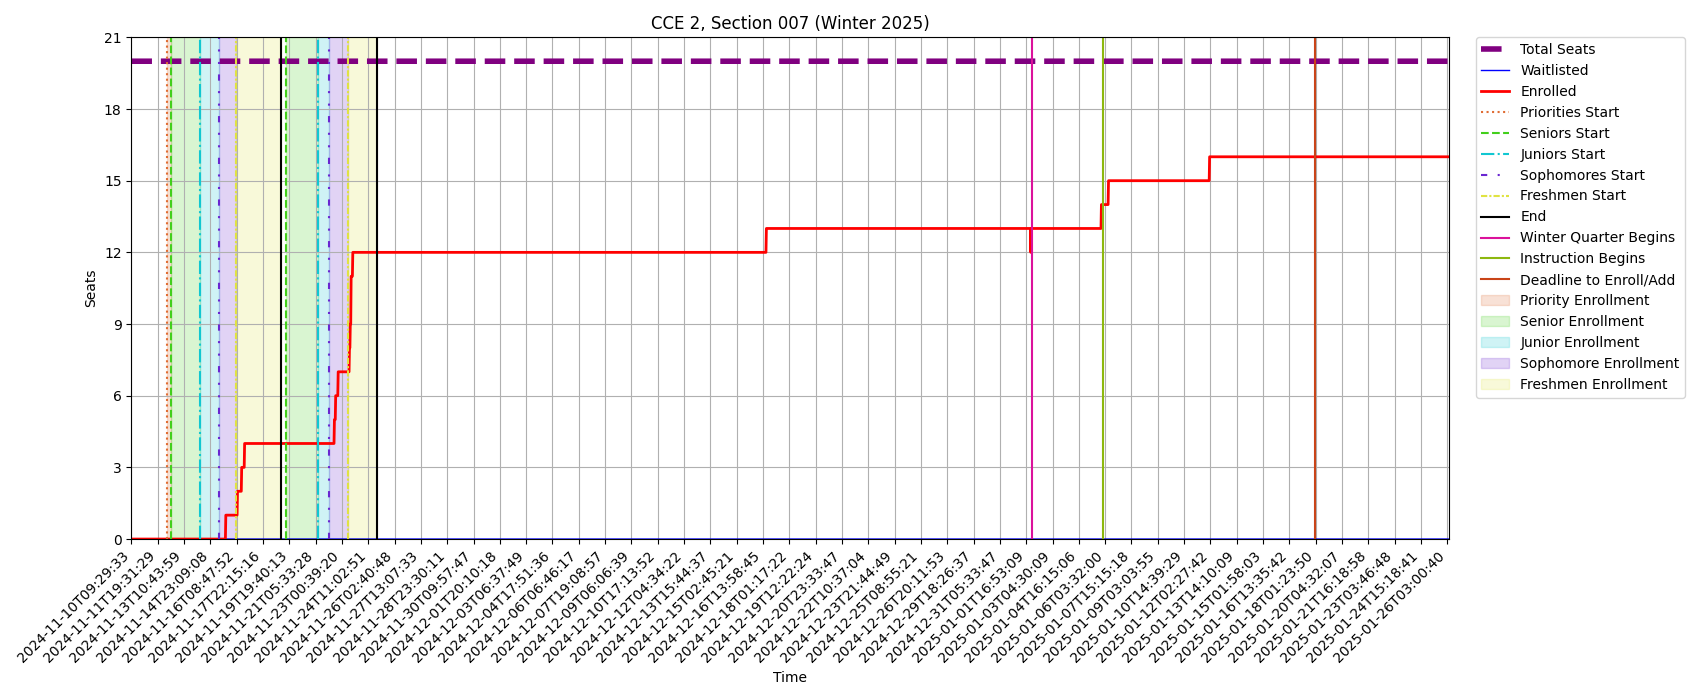 CCE 2, Section 007 (Winter 2025)
21
18
15
12
9
6
3
0
Seats
2024-11-10T09:29:33
2024-11-11T19:31:29
2024-11-13T10:43:59
2024-11-14T23:09:08
2024-11-16T08:47:52
2024-11-17T22:15:16
2024-11-19T19:40:13
2024-11-21T05:33:28
2024-11-23T00:39:20
2024-11-24T11:02:51
2024-11-26T02:40:48
2024-11-27T13:07:33
2024-11-28T23:30:11
2024-11-30T09:57:47
2024-12-01T20:10:18
2024-12-03T06:37:49
2024-12-04T17:51:36
2024-12-06T06:46:17
2024-12-07T19:08:57
2024-12-09T06:06:39
2024-12-10T17:13:52
2024-12-12T04:34:22
2024-12-13T15:44:37
2024-12-15T02:45:21
2024-12-16T13:58:45
2024-12-18T01:17:22
2024-12-19T12:22:24
2024-12-20T23:33:47
2024-12-22T10:37:04
2024-12-23T21:44:49
2024-12-25T08:55:21
2024-12-26T20:11:53
2024-12-29T18:26:37
2024-12-31T05:33:47
2025-01-01T16:53:09
2025-01-03T04:30:09
2025-01-04T16:15:06
2025-01-06T03:32:00
2025-01-07T15:15:18
2025-01-09T03:03:55
2025-01-10T14:39:29
2025-01-12T02:27:42
2025-01-13T14:10:09
2025-01-15T01:58:03
2025-01-16T13:35:42
2025-01-18T01:23:50
2025-01-20T04:32:07
2025-01-21T16:18:58
2025-01-23T03:46:48
2025-01-24T15:18:41
2025-01-26T03:00:40
Time
Total Seats
Waitlisted
Enrolled
Priorities Start
Seniors Start
Juniors Start
Sophomores Start
Freshmen Start
End
Winter Quarter Begins
Instruction Begins
Deadline to Enroll/Add
Priority Enrollment
Senior Enrollment
Junior Enrollment
Sophomore Enrollment
Freshmen Enrollment